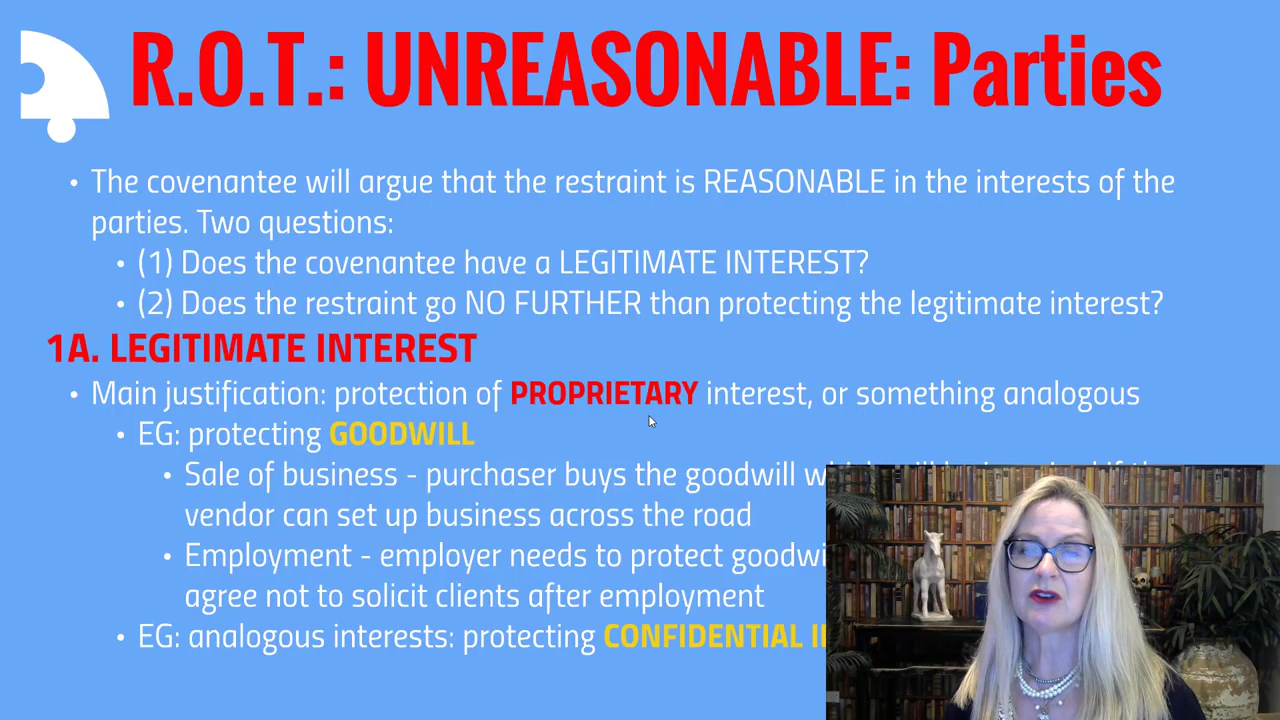 R.O.T.: UNREASONABLE: Parties
• The covenantee will argue that the restraint is REASONABLE in the interests of the
parties. Two questions:
• (1) Does the covenantee have a LEGITIMATE INTEREST?
• (2) Does the restraint go NO FURTHER than protecting the legitimate interest?
1A. LEGITIMATE INTEREST
• Main justification: protection of PROPRIETARY interest, or something analogous
• EG: protecting GOODWILL
• Sale of business - purchaser buys the goodwill
vendor can set up business across the road
• Employment - employer needs to protect
agree not to solicit clients after employment
• EG: analogous interests: protecting CONFIDENTIAL